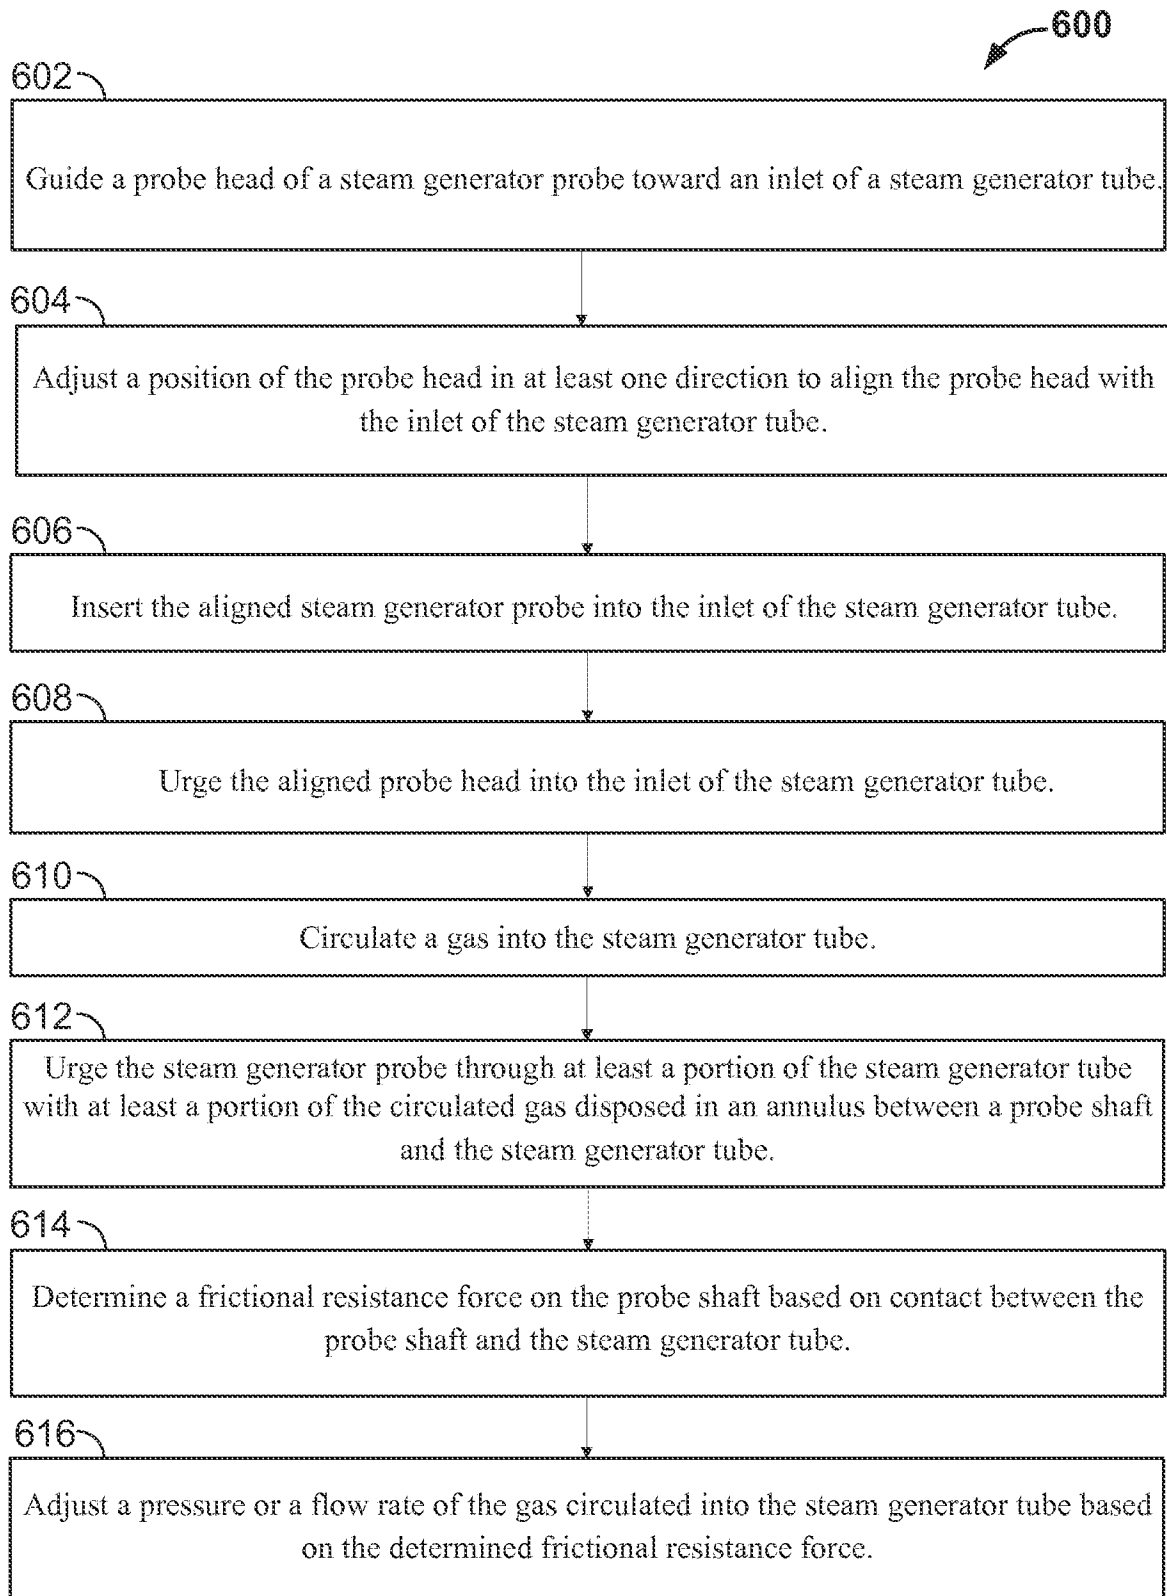 600
602
Guide a probe head of a steam generator probe toward an inlet of a steam generator tube.
604
Adjust a position of the probe head in at least one direction to align the probe head with
the inlet of the steam generator tube.
606
Insert the aligned steam generator probe into the inlet of the steam generator tube.
608
Urge the aligned probe head into the inlet of the steam generator tube.
610
Circulate a gas into the steam generator tube.
612
Urge the steam generator probe through at least a portion of the steam generator tube
with at least a portion of the circulated gas disposed in an annulus between a probe shaft
and the steam generator tube.
614
Determine a frictional resistance force on the probe shaft based on contact between the
probe shaft and the steam generator tube.
616
Adjust a pressure or a flow rate of the gas circulated into the steam generator tube based
on the determined frictional resistance force.